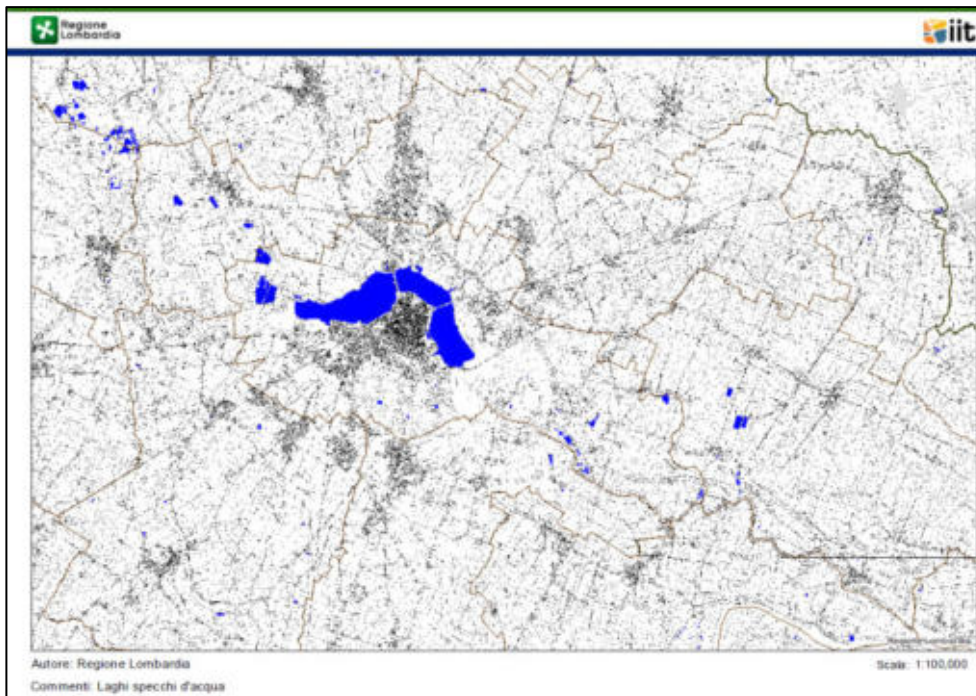 Regione
Lombardia
iit
Autore: Regione Lombardia
Scala: 1:100,000
Commenti: Laghi specchi d'acqua